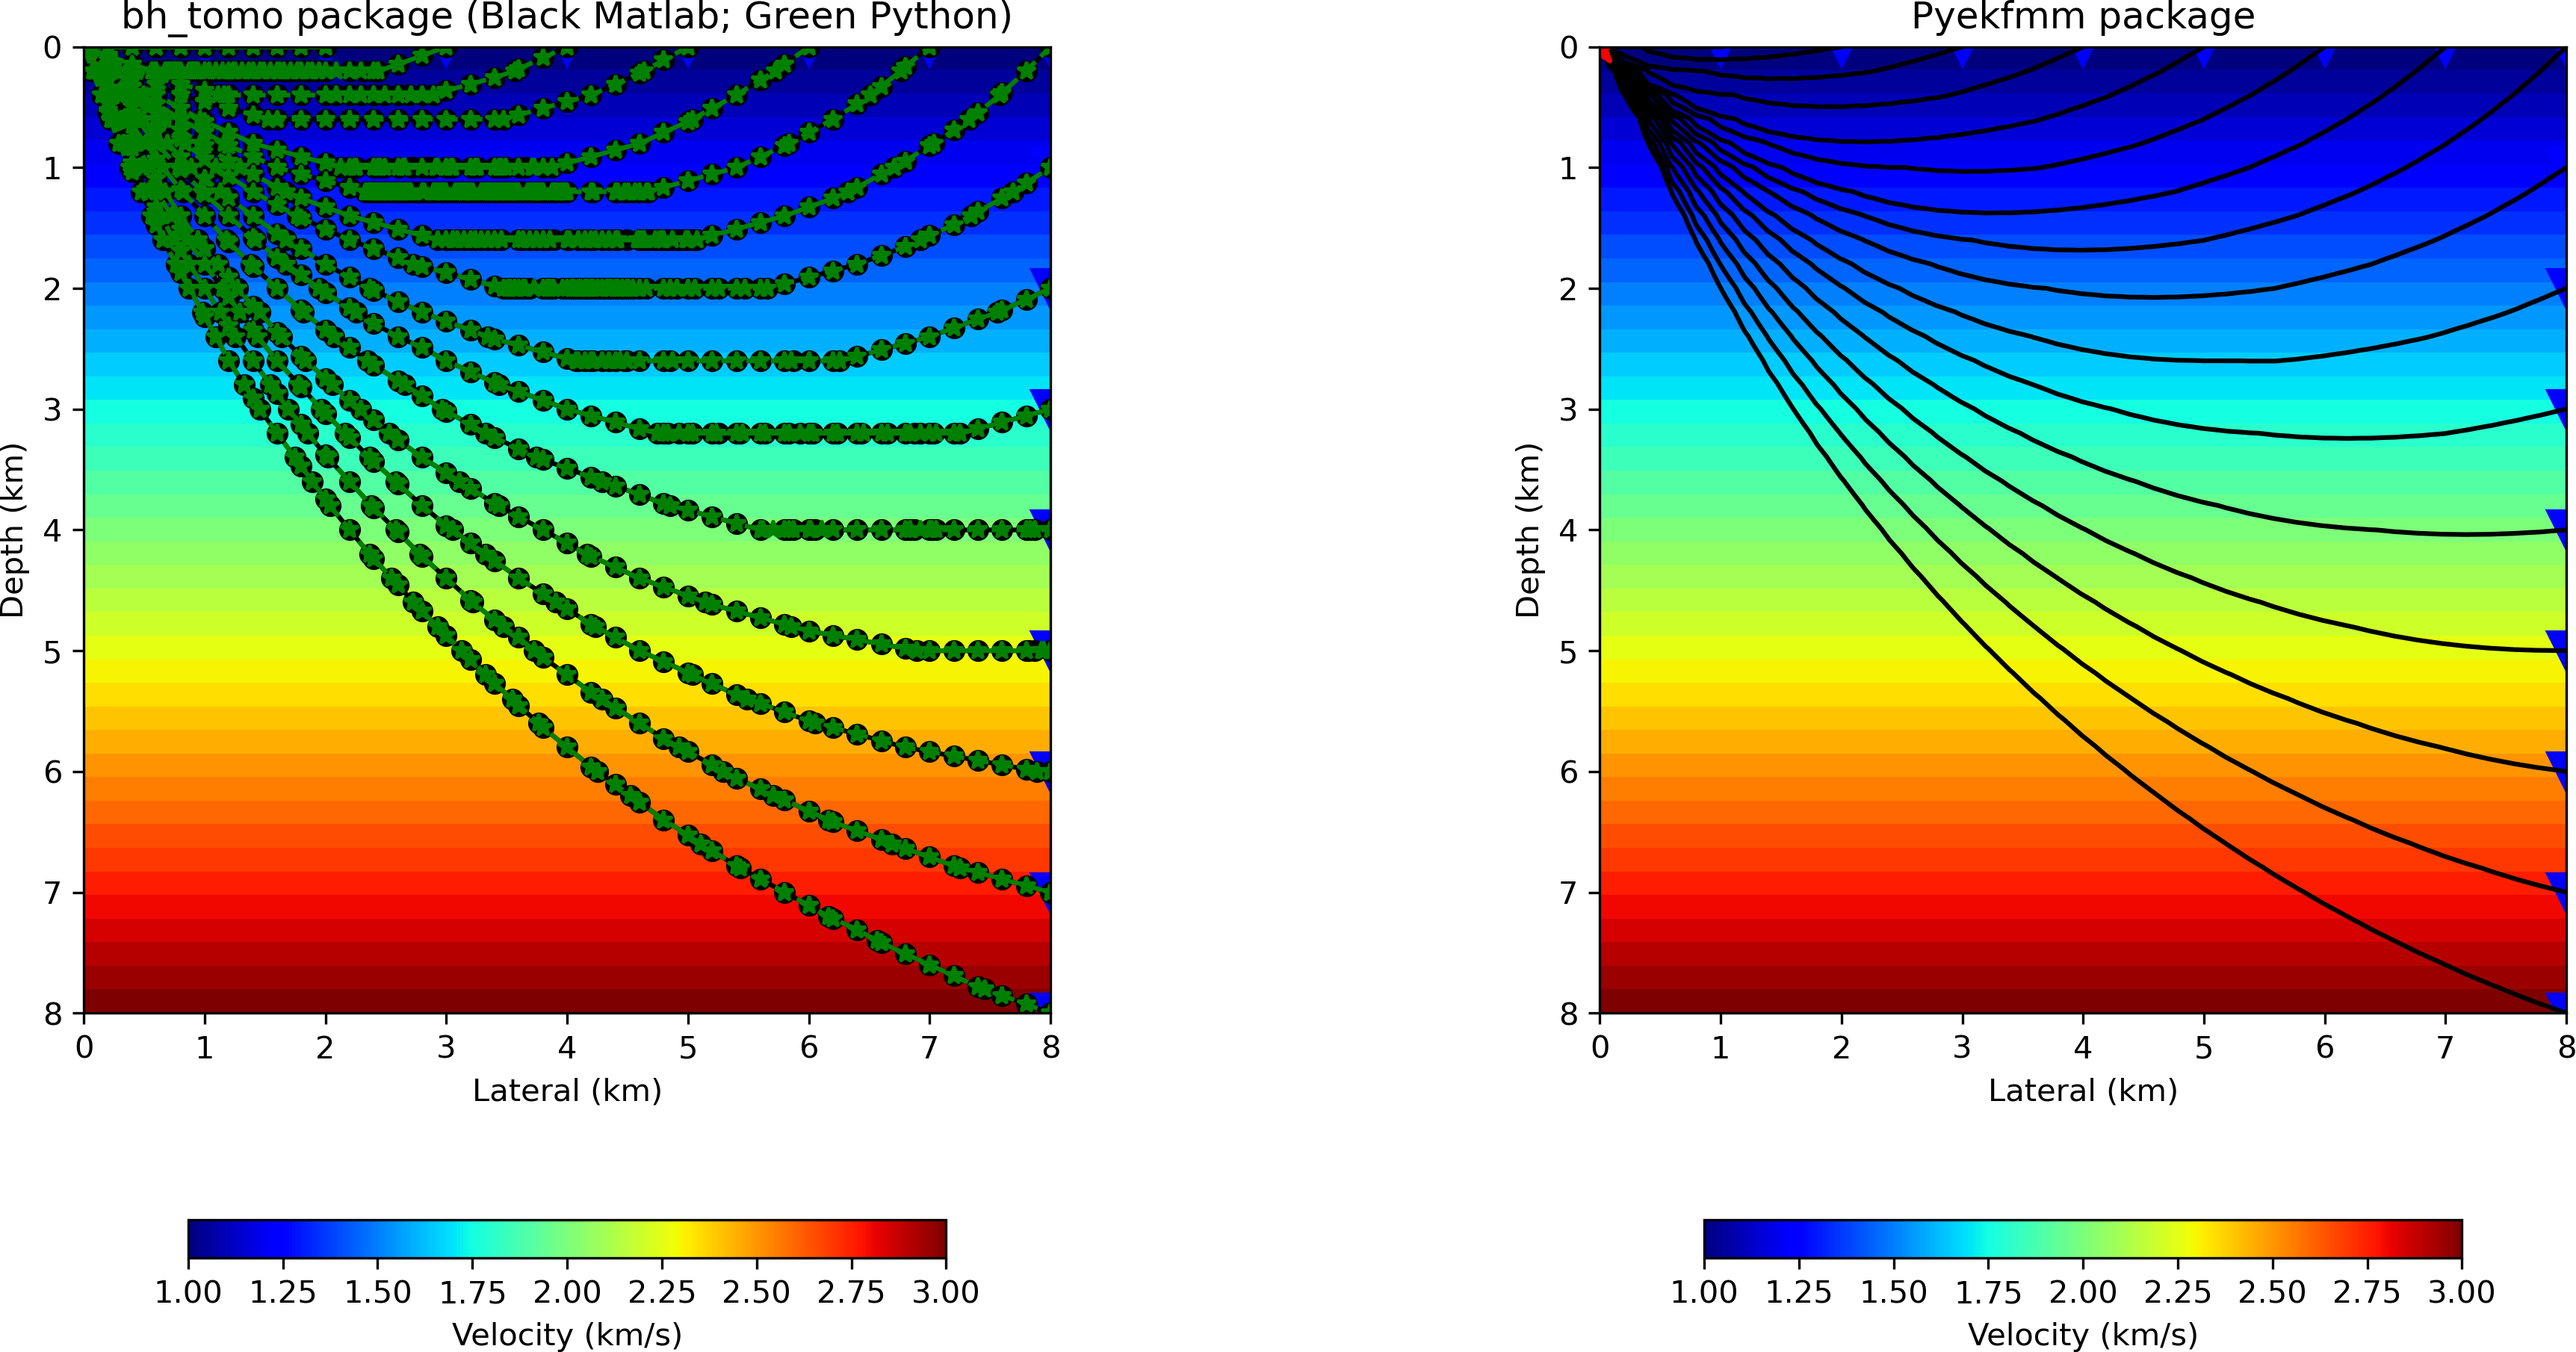 bh_tomo package (Black Matlab; Green Python)
0
1
2
3
4
5
6
7
8
Depth (km)
0 1 2 3 4 5 6 7 8
Lateral (km)
1.00 1.25 1.50 1.75 2.00 2.25 2.50 2.75 3.00
Velocity (km/s)
Pyekfmm package
0
1
2
3
4
5
6
7
8
Depth (km)
0 1 2 3 4 5 6 7 8
Lateral (km)
1.00 1.25 1.50 1.75 2.00 2.25 2.50 2.75 3.00
Velocity (km/s)